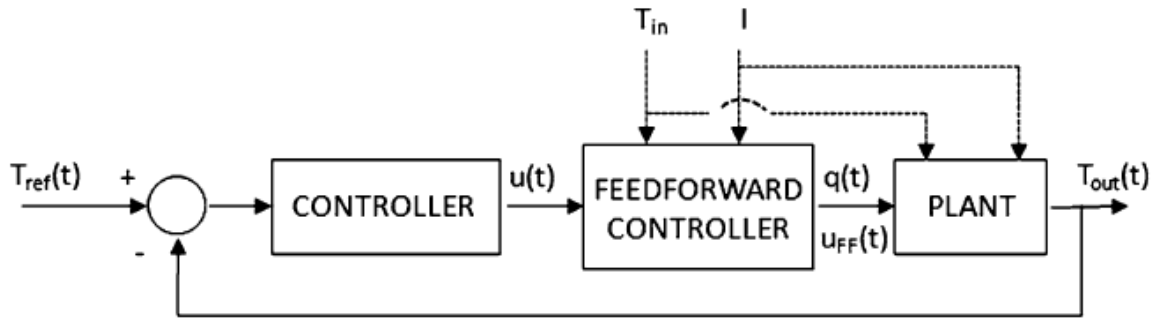 T_in I
T_ref(t) + CONTROLLER u(t) FEEDFORWARD CONTROLLER q(t) PLANT T_out(t)
- u_FF(t)